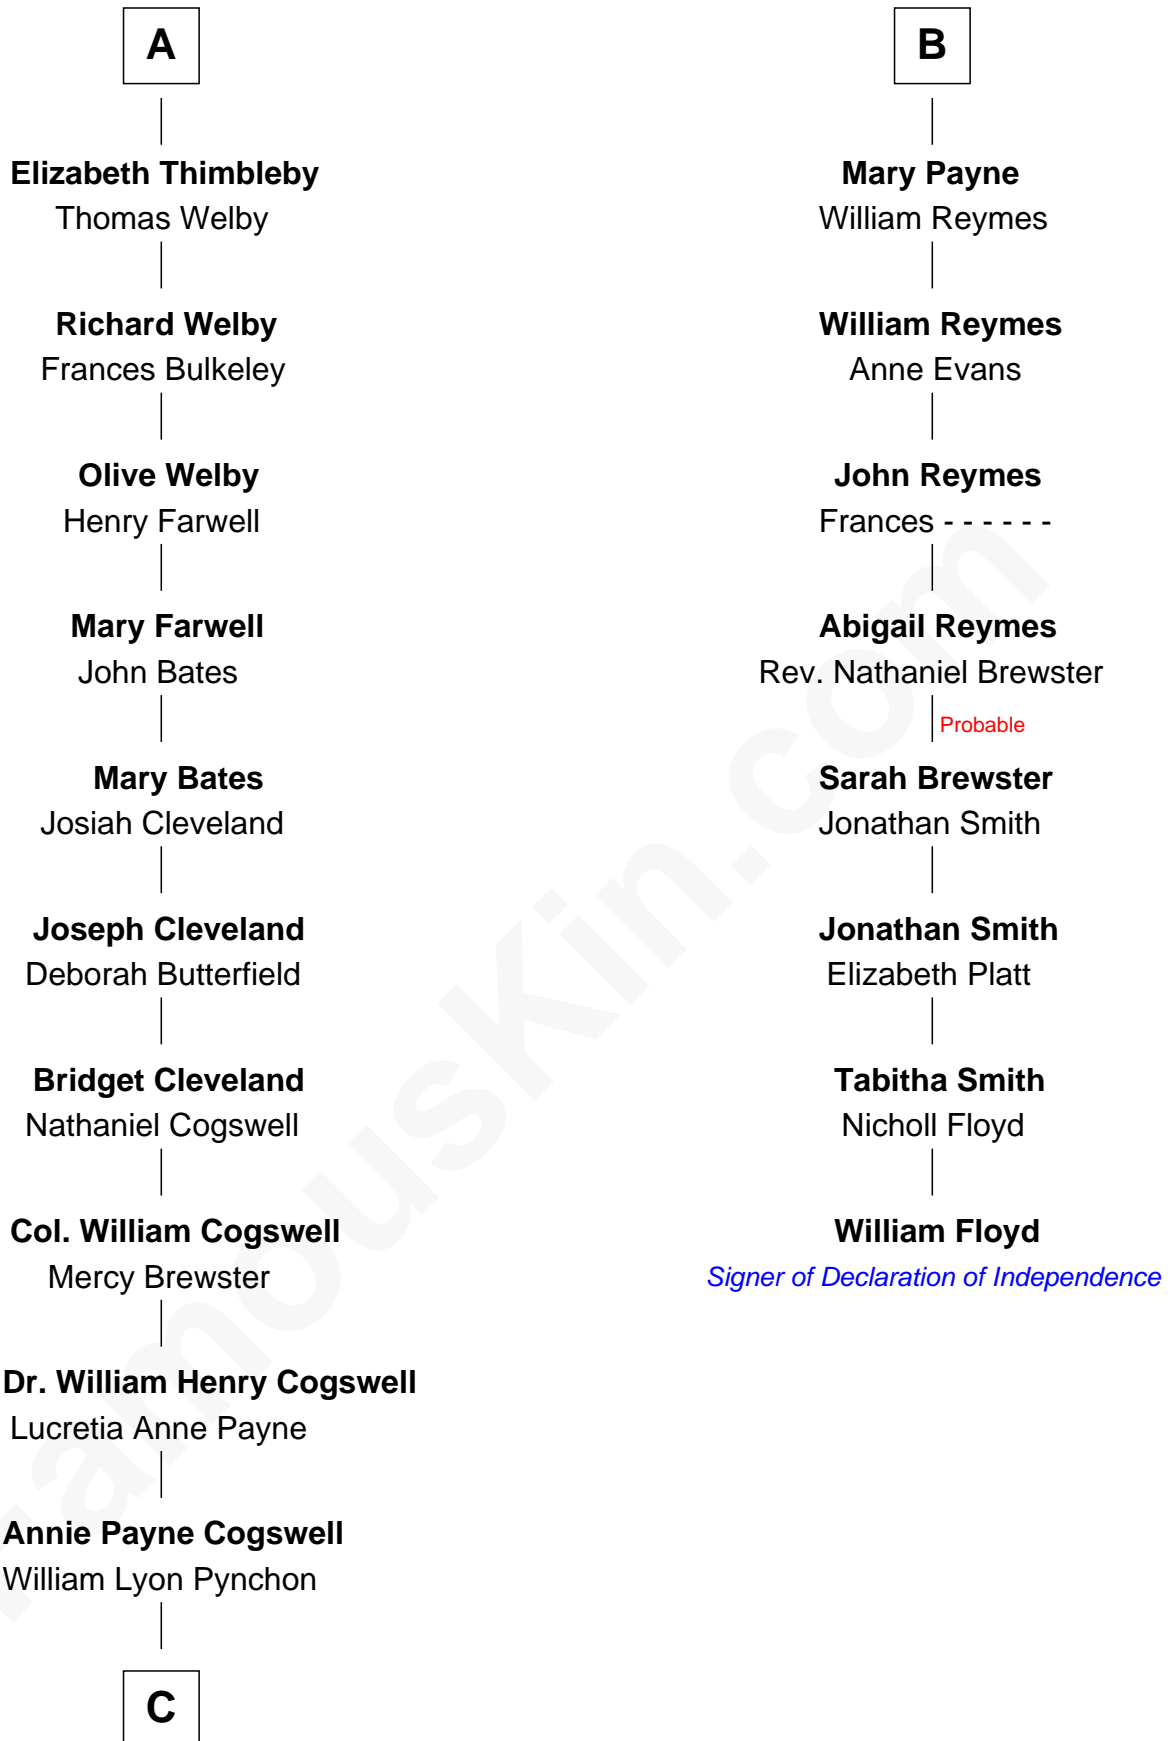 A
Elizabeth Thimbleby
Thomas Welby
Richard Welby
Frances Bulkeley
Olive Welby
Henry Farwell
Mary Farwell
John Bates
Mary Bates
Josiah Cleveland
Joseph Cleveland
Deborah Butterfield
Bridget Cleveland
Nathaniel Cogswell
Col. William Cogswell
Mercy Brewster
Dr. William Henry Cogswell
Lucretia Anne Payne
Annie Payne Cogswell
William Lyon Pynchon
C
B
Mary Payne
William Reymes
William Reymes
Anne Evans
John Reymes
Frances - - - - - -
Abigail Reymes
Rev. Nathaniel Brewster
Probable
Sarah Brewster
Jonathan Smith
Jonathan Smith
Elizabeth Platt
Tabitha Smith
Nicholl Floyd
William Floyd
Signer of Declaration of Independence
FamousKin.com